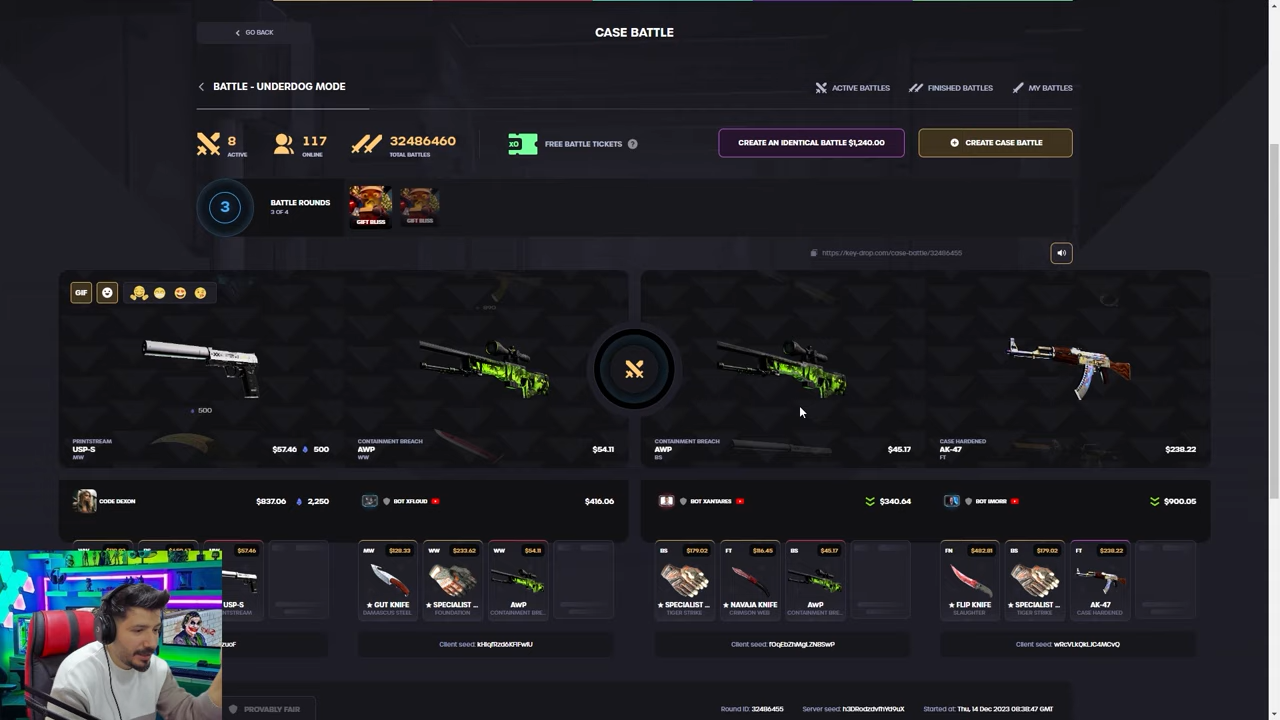 GO BACK
CASE BATTLE
BATTLE - UNDERDOG MODE
ACTIVE BATTLES
FINISHED BATTLES
MY BATTLES
8
ACTIVE
117
ONLINE
32486460
TOTAL BATTLES
x0
FREE BATTLE TICKETS ?
CREATE AN IDENTICAL BATTLE $1,240.00
CREATE CASE BATTLE
3
BATTLE ROUNDS
3 OF 4
GIFT BLISS
GIFT BLISS
https://key-drop.com/case-battle/32486455
GIF
500
PRINTSTREAM
USP-S
MW
$57.46 500
CONTAINMENT BREACH
AWP
WW
$54.11
CONTAINMENT BREACH
AWP
BS
$45.17
CASE HARDENED
AK-47
FT
$238.22
CODE DEXON
$837.06 2,250
BOT XFLOUD
$416.06
BOT XANTARES
$340.64
BOT IMORR
$900.05
$57.46
USP-S
MW $128.33
★ GUT KNIFE
DAMASCUS STEEL
WW $233.62
★ SPECIALIST ...
FOUNDATION
WW $54.11
AWP
CONTAINMENT BRE...
BS $179.02
★ SPECIALIST ...
TIGER STRIKE
FT $116.45
★ NAVAJA KNIFE
CRIMSON WEB
BS $45.17
AWP
CONTAINMENT BRE...
FN $482.81
★ FLIP KNIFE
SLAUGHTER
BS $179.02
★ SPECIALIST ...
TIGER STRIKE
FT $238.22
AK-47
CASE HARDENED
Client seed:
Client seed:
Client seed:
PROVABLY FAIR
Round ID: 32486455
Server seed:
Started at: Thu, 14 Dec 2023 08:38:47 GMT